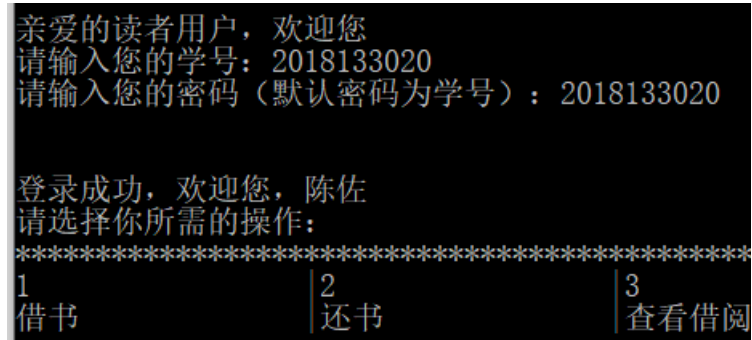 亲爱的读者用户，欢迎您
请输入您的学号：2018133020
请输入您的密码（默认密码为学号）：2018133020
登录成功，欢迎您，陈佐
请选择你所需的操作：
**********************************************
1 2 3
借书 还书 查看借阅